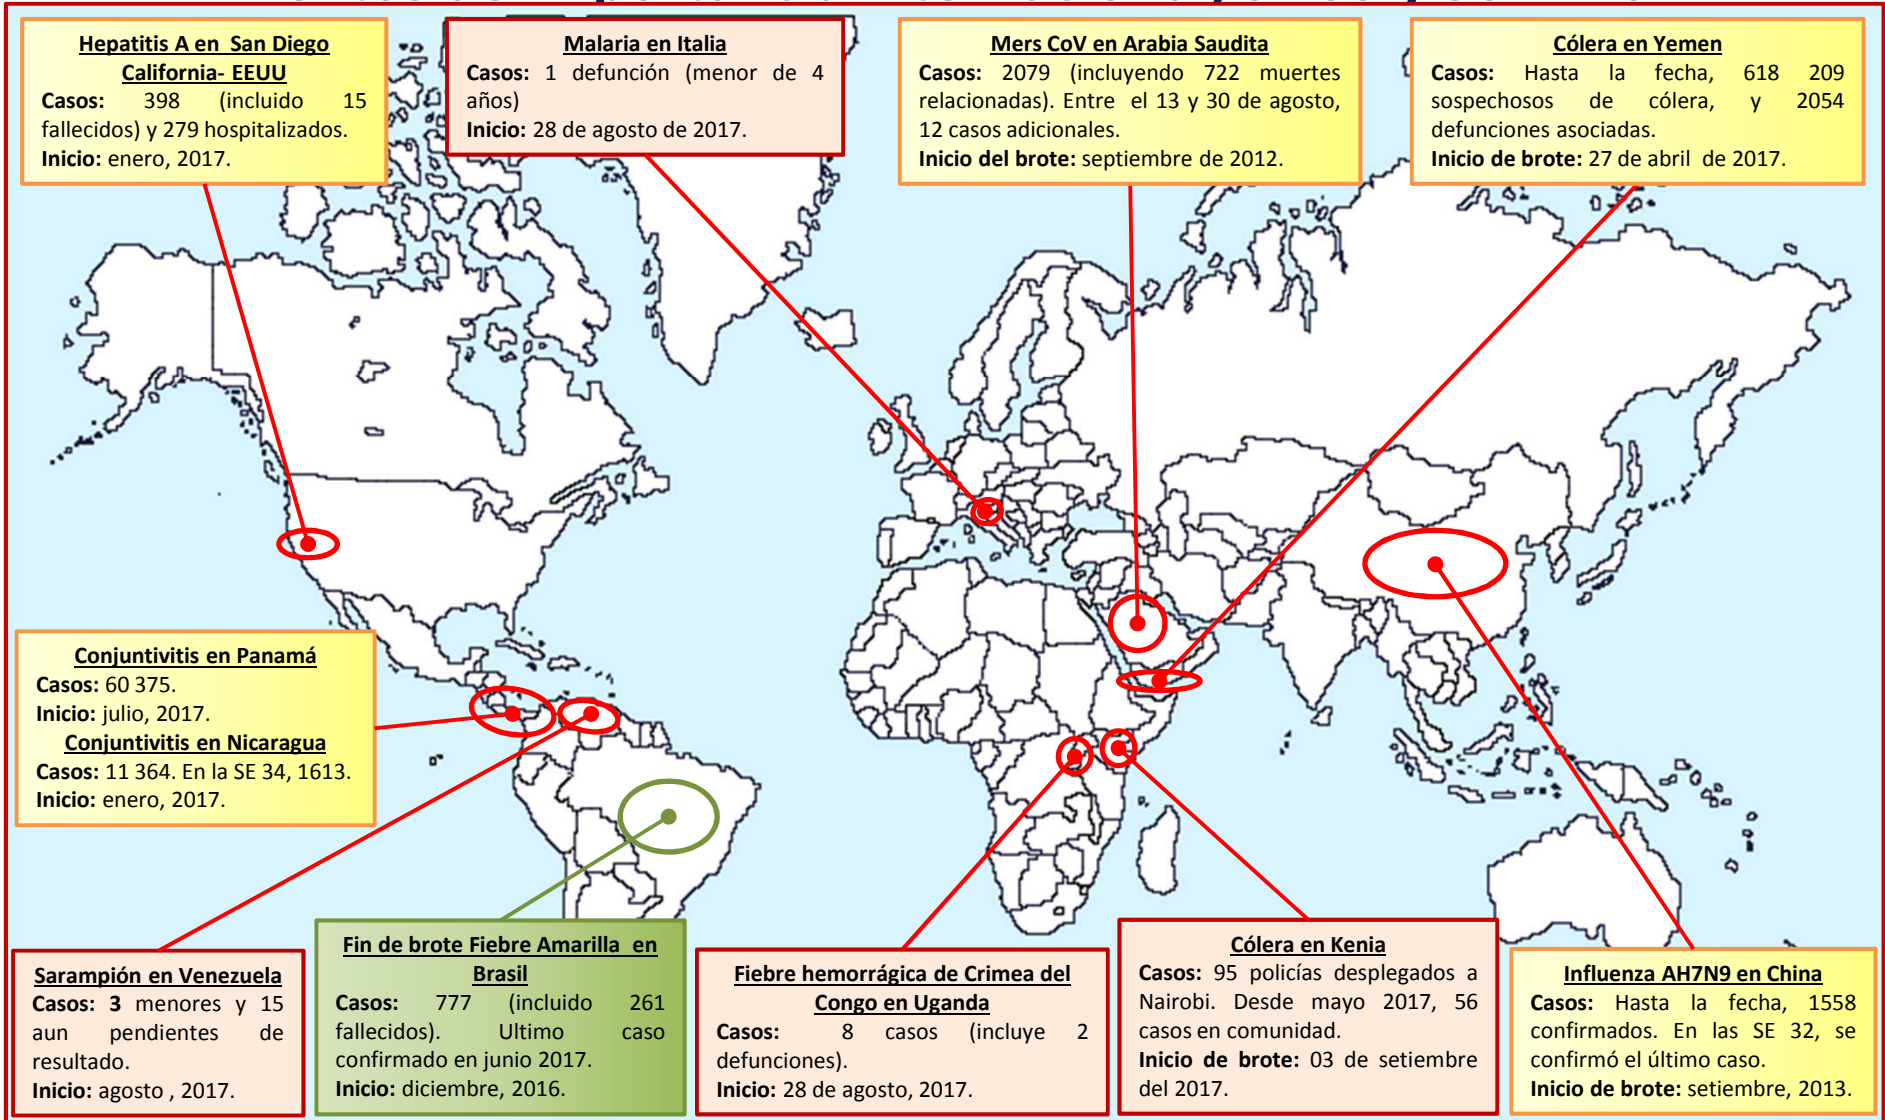 Hepatitis A en San Diego
California- EEUU
Casos: 398 (incluido 15
fallecidos) y 279 hospitalizados.
Inicio: enero, 2017.
Malaria en Italia
Casos: 1 defunción (menor de 4
años)
Inicio: 28 de agosto de 2017.
Mers CoV en Arabia Saudita
Casos: 2079 (incluyendo 722 muertes
relacionadas). Entre el 13 y 30 de agosto,
12 casos adicionales.
Inicio del brote: septiembre de 2012.
Cólera en Yemen
Casos: Hasta la fecha, 618 209
sospechosos de cólera, y 2054
defunciones asociadas.
Inicio de brote: 27 de abril de 2017.
Conjuntivitis en Panamá
Casos: 60 375.
Inicio: julio, 2017.
Conjuntivitis en Nicaragua
Casos: 11 364. En la SE 34, 1613.
Inicio: enero, 2017.
Sarampión en Venezuela
Casos: 3 menores y 15
aun pendientes de
resultado.
Inicio: agosto , 2017.
Fin de brote Fiebre Amarilla en
Brasil
Casos: 777 (incluido 261
fallecidos). Ultimo caso
confirmado en junio 2017.
Inicio: diciembre, 2016.
Fiebre hemorrágica de Crimea del
Congo en Uganda
Casos: 8 casos (incluye 2
defunciones).
Inicio: 28 de agosto, 2017.
Cólera en Kenia
Casos: 95 policías desplegados a
Nairobi. Desde mayo 2017, 56
casos en comunidad.
Inicio de brote: 03 de setiembre
del 2017.
Influenza AH7N9 en China
Casos: Hasta la fecha, 1558
confirmados. En las SE 32, se
confirmó el último caso.
Inicio de brote: setiembre, 2013.